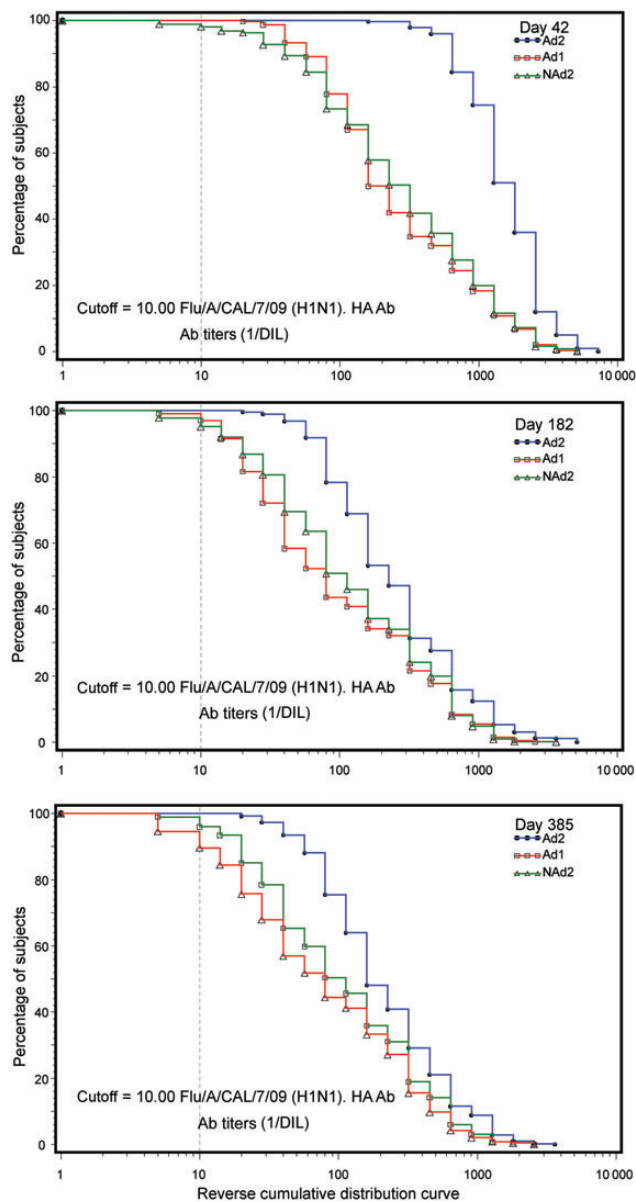 Day 42
Ad2
Ad1
NAd2
Percentage of subjects
100
80
60
40
20
0
Cutoff = 10.00 Flu/A/CAL/7/09 (H1N1). HA Ab
Ab titers (1/DIL)
1
10
100
1000
10 000
Day 182
Ad2
Ad1
NAd2
Percentage of subjects
100
80
60
40
20
0
Cutoff = 10.00 Flu/A/CAL/7/09 (H1N1). HA Ab
Ab titers (1/DIL)
1
10
100
1000
10 000
Day 385
Ad2
Ad1
NAd2
Percentage of subjects
100
80
60
40
20
0
Cutoff = 10.00 Flu/A/CAL/7/09 (H1N1). HA Ab
Ab titers (1/DIL)
1
10
100
1000
10 000
Reverse cumulative distribution curve